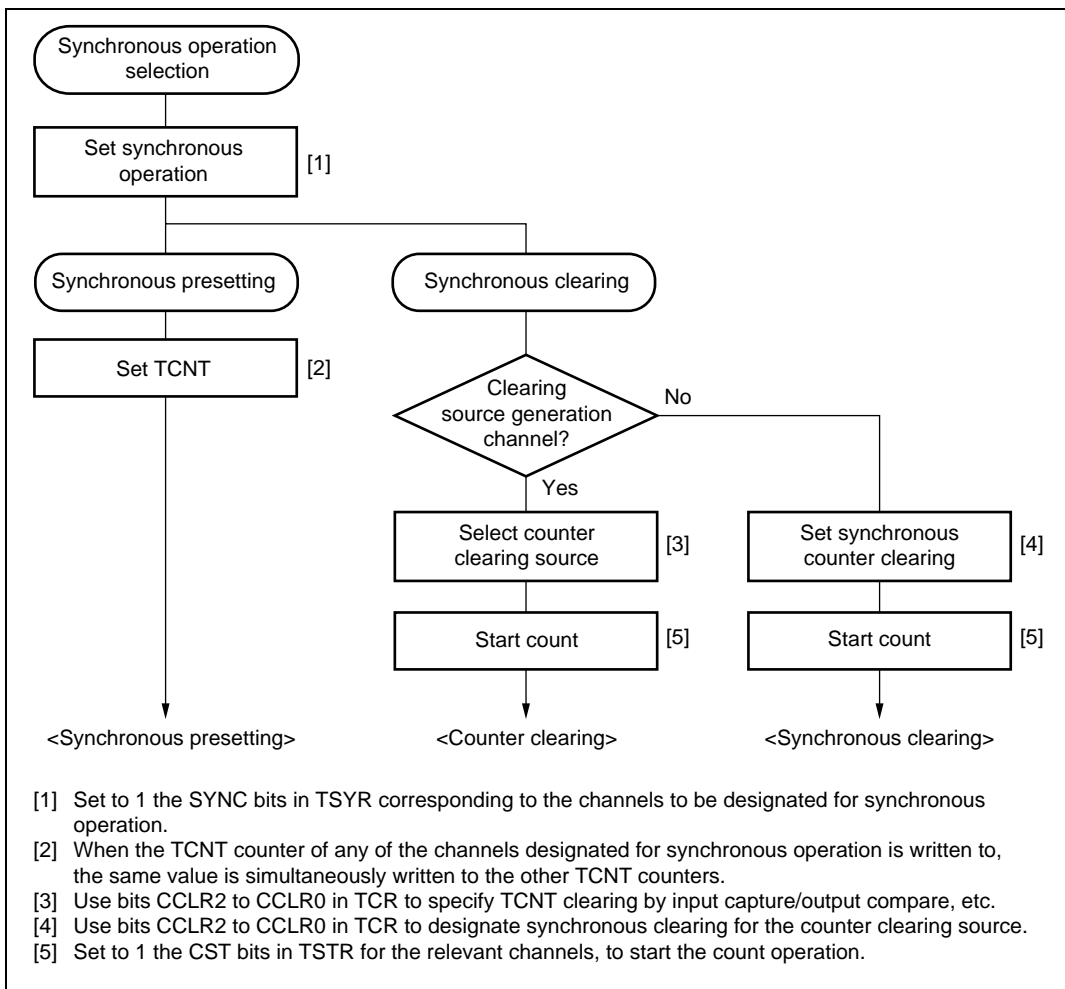 Synchronous operation
selection
Set synchronous
operation
[1]
Synchronous presetting
Synchronous clearing
Set TCNT
[2]
Clearing
source generation
channel?
No
Yes
Select counter
clearing source
[3]
Set synchronous
counter clearing
[4]
Start count
[5]
Start count
[5]
<Synchronous presetting>
<Counter clearing>
<Synchronous clearing>
[1] Set to 1 the SYNC bits in TSYR corresponding to the channels to be designated for synchronous
operation.
[2] When the TCNT counter of any of the channels designated for synchronous operation is written to,
the same value is simultaneously written to the other TCNT counters.
[3] Use bits CCLR2 to CCLR0 in TCR to specify TCNT clearing by input capture/output compare, etc.
[4] Use bits CCLR2 to CCLR0 in TCR to designate synchronous clearing for the counter clearing source.
[5] Set to 1 the CST bits in TSTR for the relevant channels, to start the count operation.